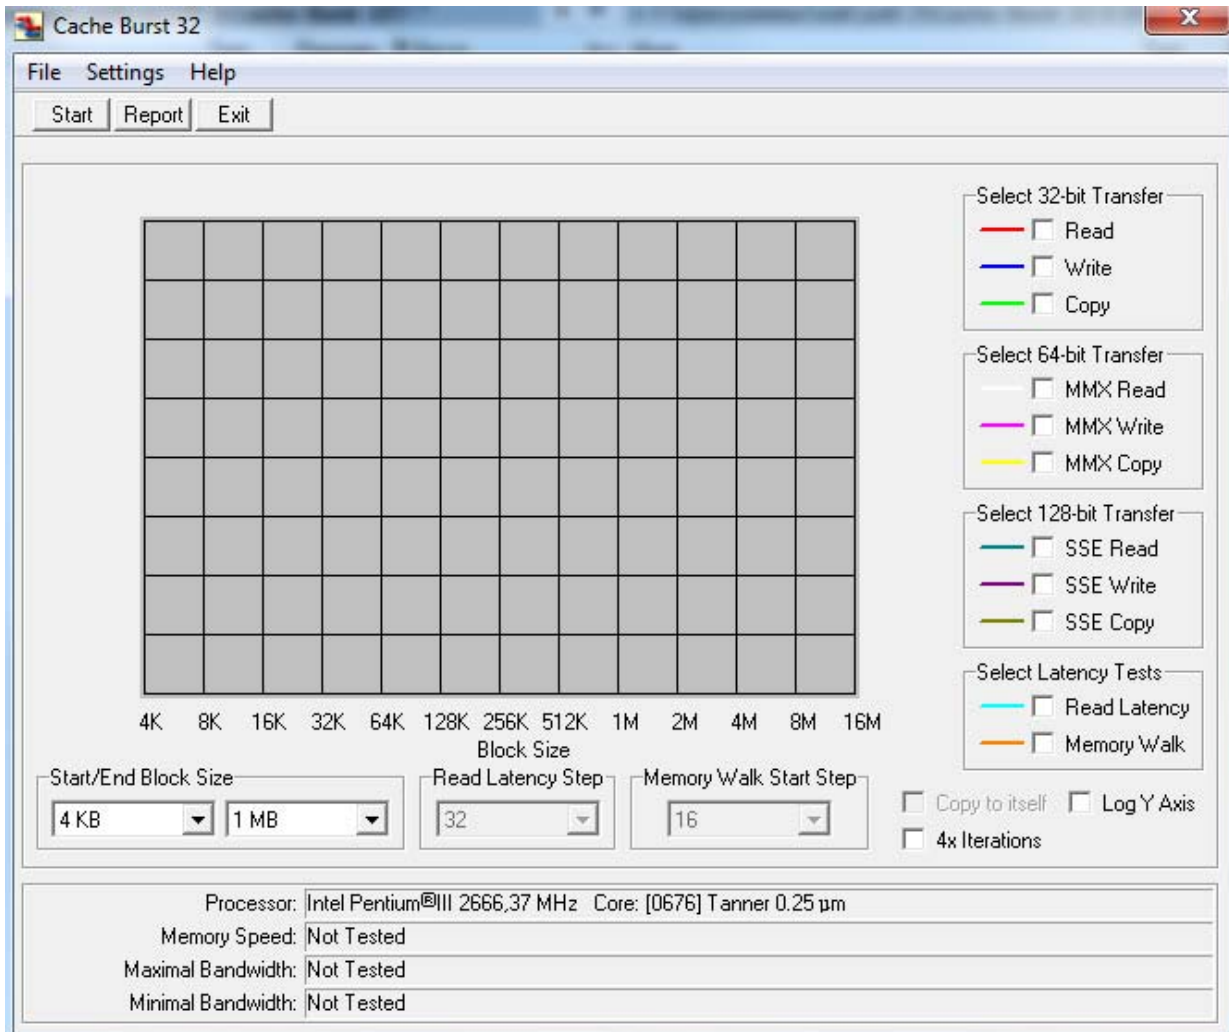 Cache Burst 32
X
File Settings Help
Start Report Exit
Select 32-bit Transfer
Read
Write
Copy
Select 64-bit Transfer
MMX Read
MMX Write
MMX Copy
Select 128-bit Transfer
SSE Read
SSE Write
SSE Copy
Select Latency Tests
Read Latency
Memory Walk
4K 8K 16K 32K 64K 128K 256K 512K 1M 2M 4M 8M 16M
Block Size
Start/End Block Size
4 KB 1 MB
Read Latency Step
32
Memory Walk Start Step
16
Copy to itself Log Y Axis
4x Iterations
Processor: Intel Pentium®III 2666,37 MHz Core: [0676] Tanner 0.25 µm
Memory Speed: Not Tested
Maximal Bandwidth: Not Tested
Minimal Bandwidth: Not Tested